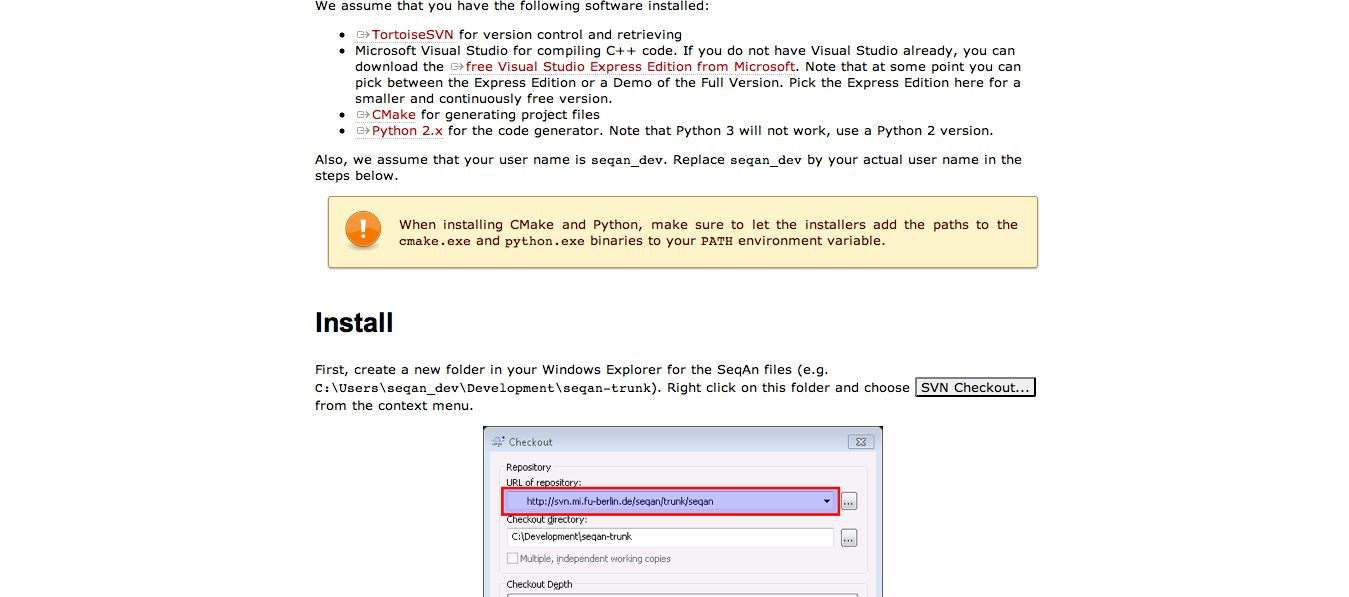 We assume that you have the following software installed:
TortoiseSVN for version control and retrieving
Microsoft Visual Studio for compiling C++ code. If you do not have Visual Studio already, you can
download the free Visual Studio Express Edition from Microsoft. Note that at some point you can
pick between the Express Edition or a Demo of the Full Version. Pick the Express Edition here for a
smaller and continuously free version.
CMake for generating project files
Python 2.x for the code generator. Note that Python 3 will not work, use a Python 2 version.
Also, we assume that your user name is seqan_dev. Replace seqan_dev by your actual user name in the
steps below.
When installing CMake and Python, make sure to let the installers add the paths to the
cmake.exe and python.exe binaries to your PATH environment variable.
Install
First, create a new folder in your Windows Explorer for the SeqAn files (e.g.
C:\Users\seqan_dev\Development\seqan-trunk). Right click on this folder and choose SVN Checkout...
from the context menu.
Checkout
Repository
URL of repository:
http://svn.mi.fu-berlin.de/seqan/trunk/seqan
...
Checkout directory:
C:\Development\seqan-trunk
...
Multiple, independent working copies
Checkout Depth